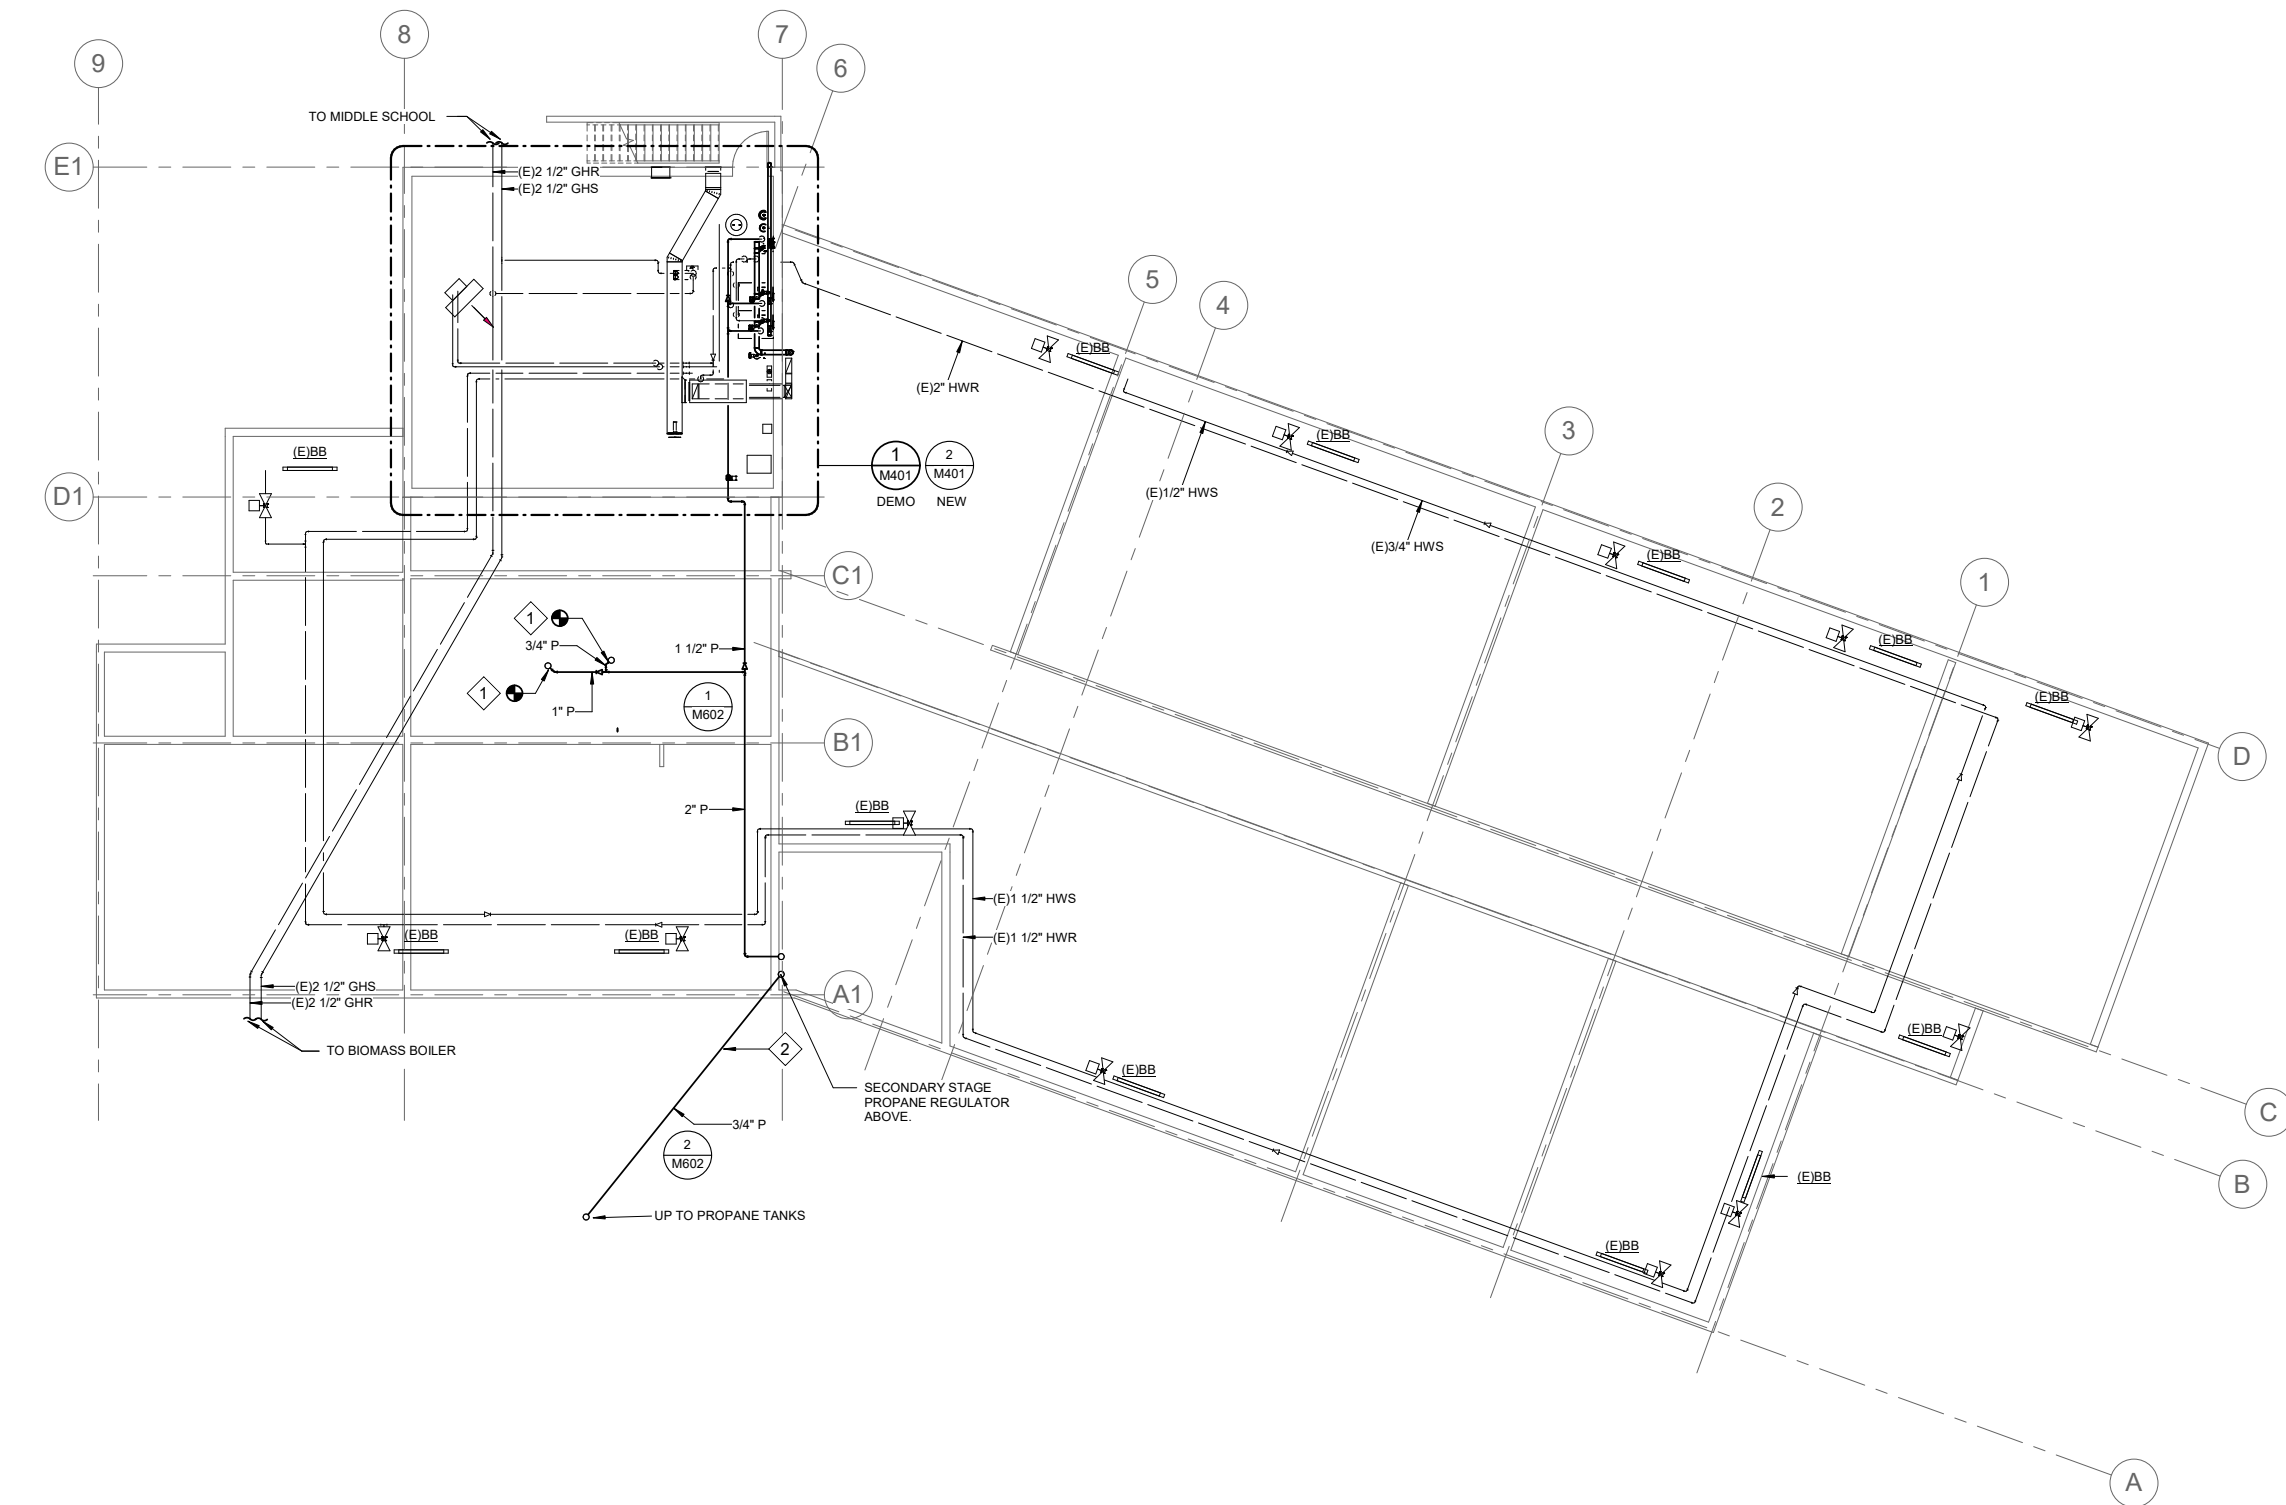 8
7
9
6
TO MIDDLE SCHOOL
E1
(E)2 1/2" GHR
(E)2 1/2" GHS
5
4
(E)2" HWR
(E)BB
(E)BB
3
(E)BB
1
M401
DEMO
2
M401
NEW
D1
(E)1/2" HWS
(E)3/4" HWS
2
(E)BB
C1
1
1
3/4" P
1 1/2" P
(E)BB
1
1" P
1
M602
(E)BB
B1
D
2" P
(E)BB
(E)1 1/2" HWS
(E)BB
(E)BB
(E)1 1/2" HWR
(E)2 1/2" GHS
(E)2 1/2" GHR
A1
TO BIOMASS BOILER
2
(E)BB
(E)BB
SECONDARY STAGE
PROPANE REGULATOR
ABOVE.
C
3/4" P
2
M602
(E)BB
B
UP TO PROPANE TANKS
(E)BB
A